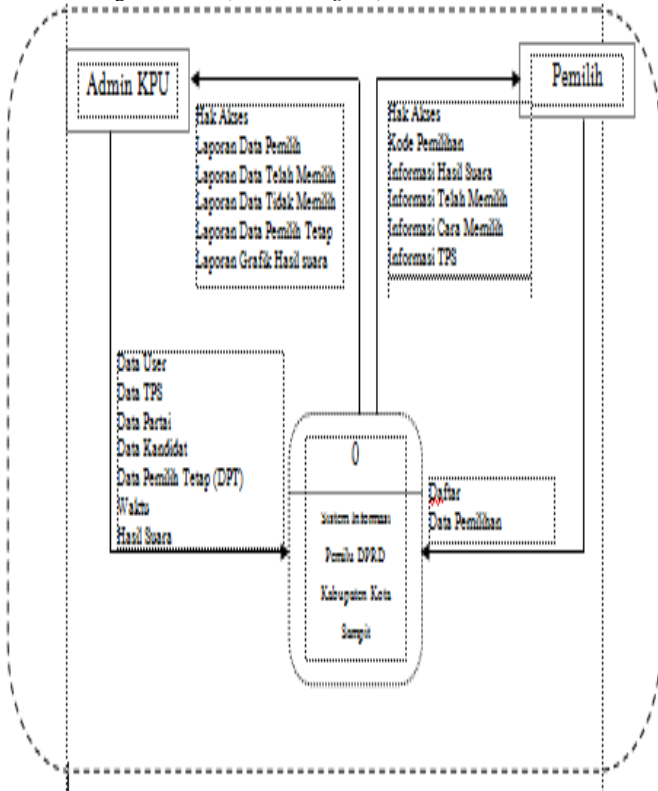 Admin KPU
Pemilih
Hak Akses
Laporan Data Pemilih
Laporan Data Telah Memilih
Laporan Data Tidak Memilih
Laporan Data Pemilih Tetap
Laporan Grafik Hasil suara
Hak Akses
Kode Pemilihan
Informasi Hasil Suara
Informasi Telah Memilih
Informasi Cara Memilih
Informasi TPS
Data User
Data TPS
Data Partai
Data Kandidat
Data Pemilih Tetap (DPT)
Waktu
Hasil Suara
0
Sistem Informasi
Pemilu DPRD
Kabupaten Kota
Sampit
Daftar
Data Pemilihan